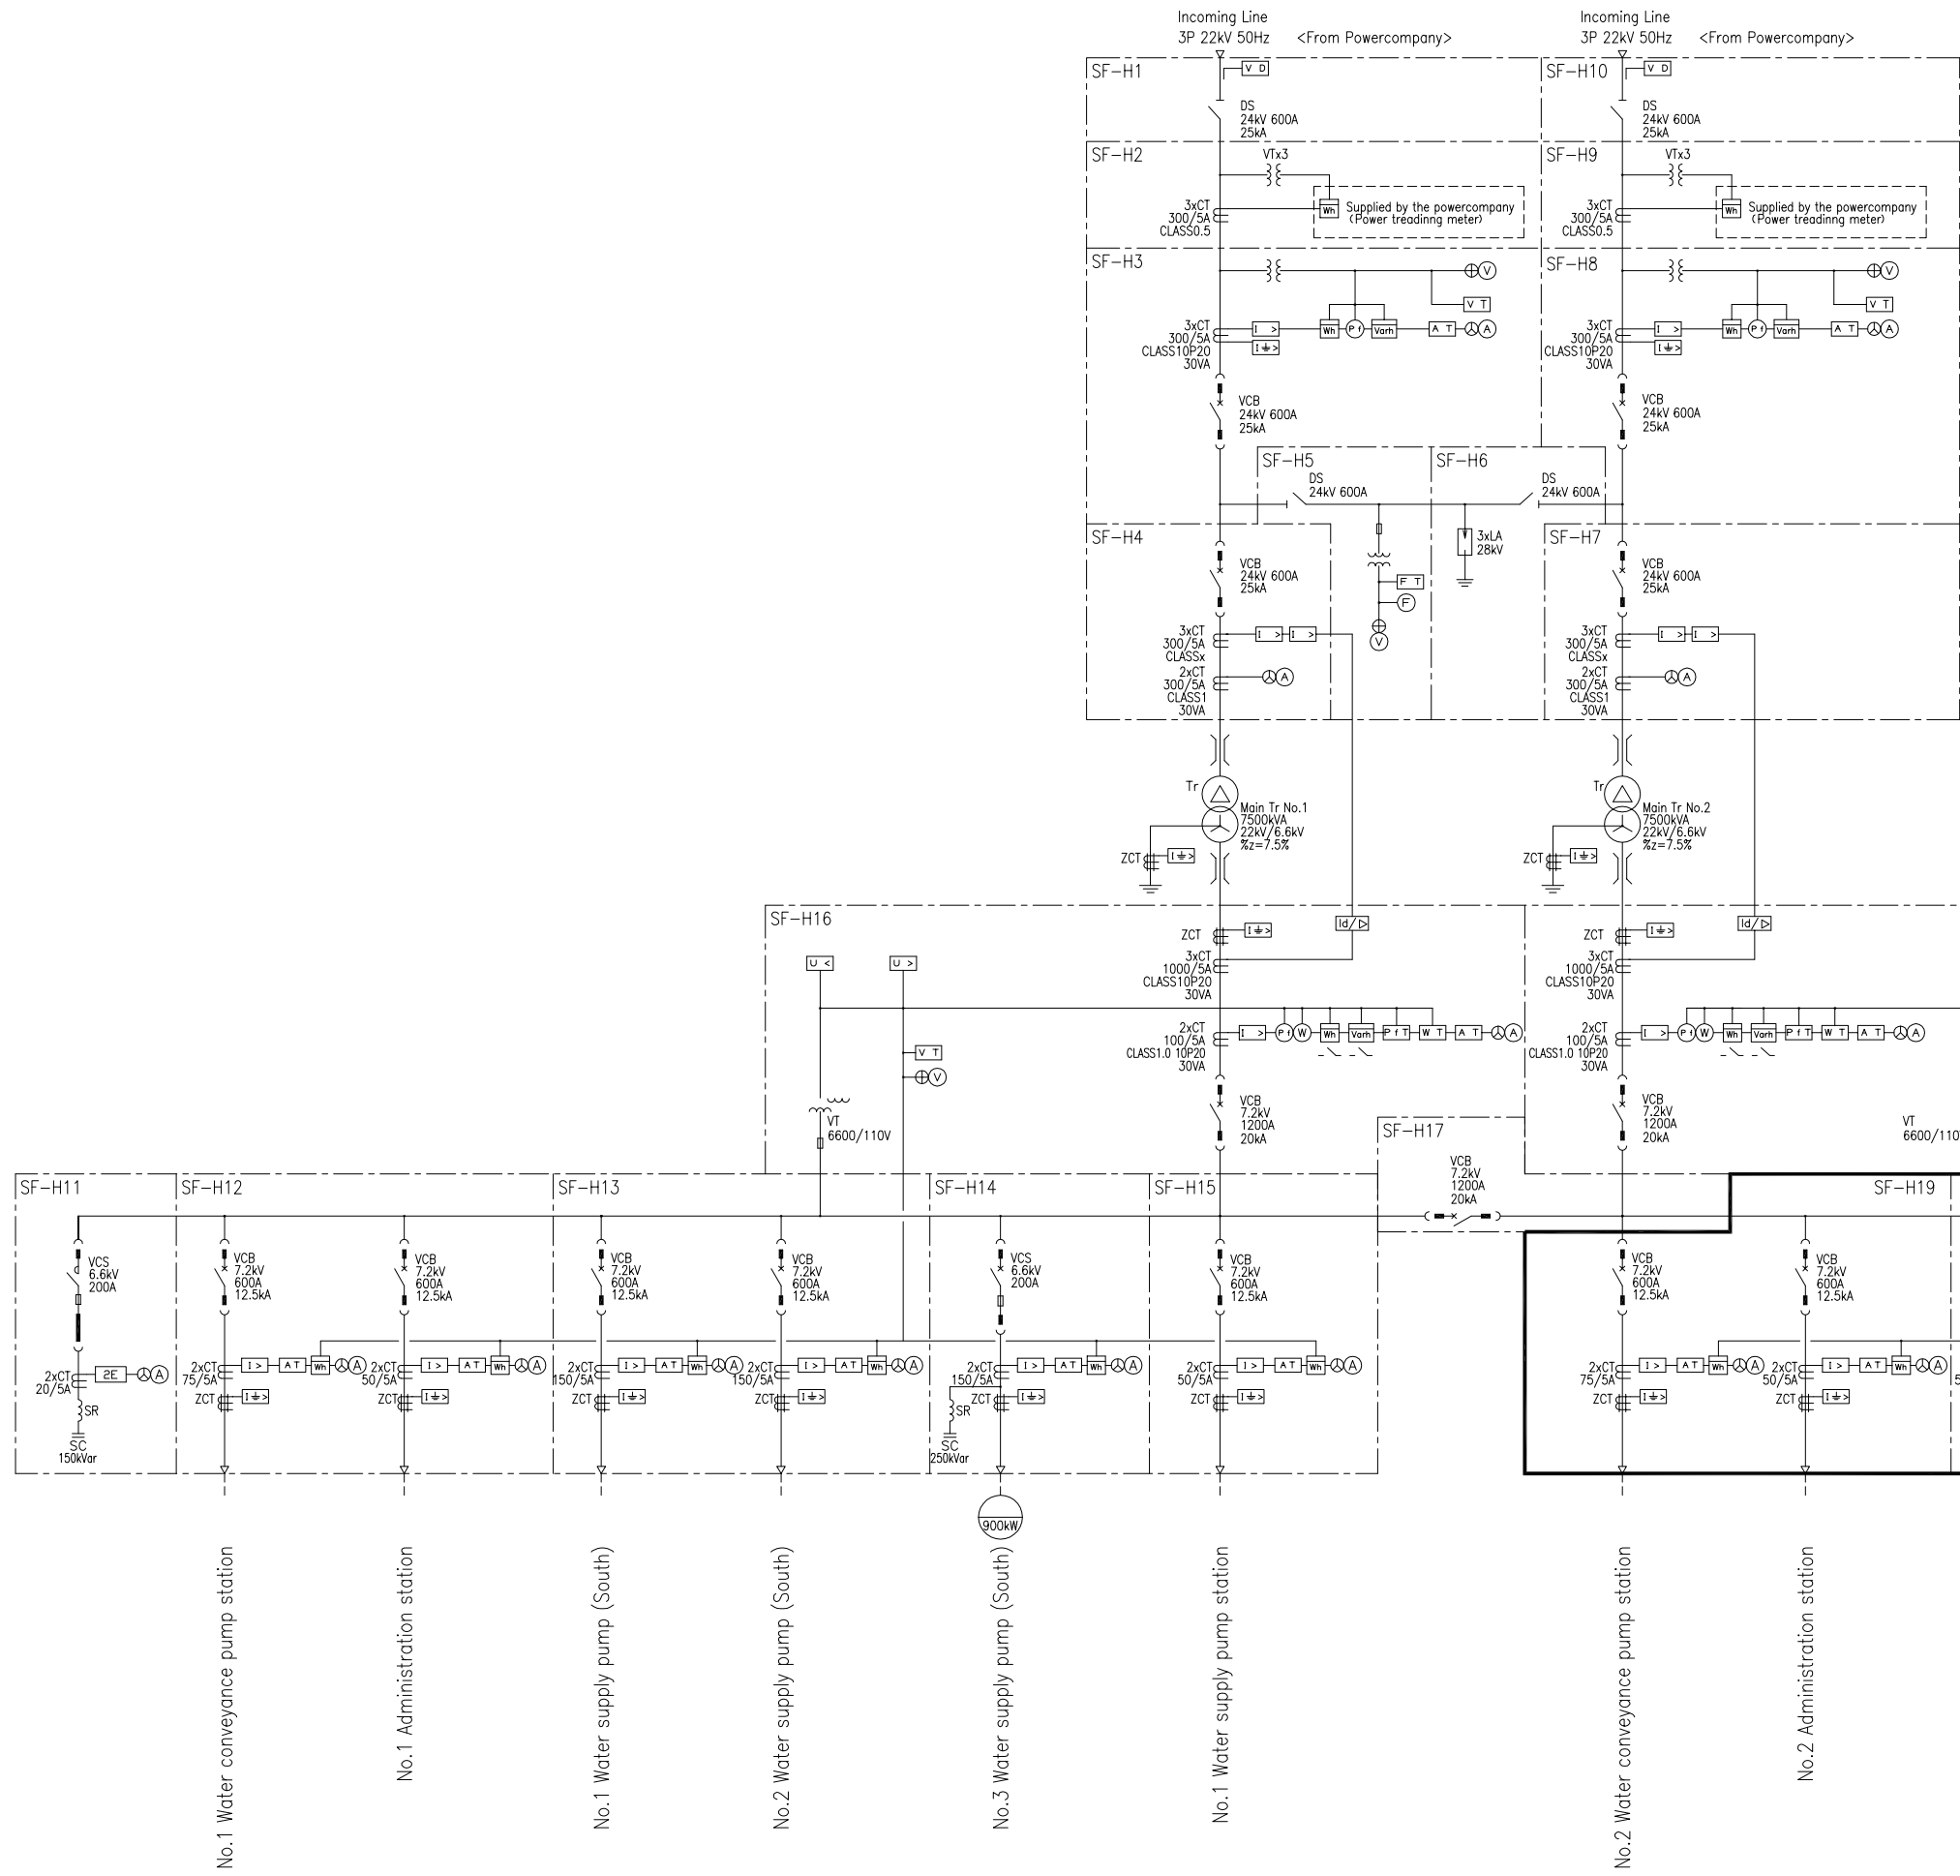 Incoming Line
3P 22kV 50Hz <From Powercompany>
Incoming Line
3P 22kV 50Hz <From Powercompany>
SF-H1
V D
DS
24kV 600A
25kA
SF-H10
V D
DS
24kV 600A
25kA
SF-H2
VTx3
3xCT
300/5A
CLASS0.5
Wh
Supplied by the powercompany
(Power treadinng meter)
SF-H9
VTx3
3xCT
300/5A
CLASS0.5
Wh
Supplied by the powercompany
(Power treadinng meter)
SF-H3
V
V T
3xCT
300/5A
CLASS10P20
30VA
I >
I >
Wh
Pf
Varh
A T
A
VCB
24kV 600A
25kA
SF-H8
V
V T
3xCT
300/5A
CLASS10P20
30VA
I >
I >
Wh
Pf
Varh
A T
A
VCB
24kV 600A
25kA
SF-H5
DS
24kV 600A
SF-H6
DS
24kV 600A
3xLA
28kV
F T
F
V
SF-H4
VCB
24kV 600A
25kA
3xCT
300/5A
CLASSx
I >
I >
2xCT
300/5A
CLASS1
30VA
A
SF-H7
VCB
24kV 600A
25kA
3xCT
300/5A
CLASSx
I >
I >
2xCT
300/5A
CLASS1
30VA
A
Tr
Main Tr No.1
7500kVA
22kV/6.6kV
%z=7.5%
ZCT
I >
Tr
Main Tr No.2
7500kVA
22kV/6.6kV
%z=7.5%
ZCT
I >
SF-H16
U <
U >
V T
V
VT
6600/110V
ZCT
I >
Id/
3xCT
1000/5A
CLASS10P20
30VA
2xCT
100/5A
CLASS1.0 10P20
30VA
I >
Pf
W
Wh
Varh
P f T
W T
A T
A
VCB
7.2kV
1200A
20kA
ZCT
I >
Id/
3xCT
1000/5A
CLASS10P20
30VA
2xCT
100/5A
CLASS1.0 10P20
30VA
I >
Pf
W
Wh
Varh
P f T
W T
A T
A
VCB
7.2kV
1200A
20kA
VT
6600/110
SF-H17
VCB
7.2kV
1200A
20kA
SF-H11
VCS
6.6kV
200A
2xCT
20/5A
2E
A
SR
SC
150kVar
SF-H12
VCB
7.2kV
600A
12.5kA
2xCT
75/5A
I >
A T
Wh
A
ZCT
I >
VCB
7.2kV
600A
12.5kA
2xCT
50/5A
I >
A T
Wh
A
ZCT
I >
SF-H13
VCB
7.2kV
600A
12.5kA
2xCT
150/5A
I >
A T
Wh
A
ZCT
I >
VCB
7.2kV
600A
12.5kA
2xCT
150/5A
I >
A T
Wh
A
ZCT
I >
SF-H14
VCS
6.6kV
200A
2xCT
150/5A
I >
A T
Wh
A
ZCT
I >
SR
SC
250kVar
900kW
SF-H15
VCB
7.2kV
600A
12.5kA
2xCT
50/5A
I >
A T
Wh
A
ZCT
I >
SF-H19
VCB
7.2kV
600A
12.5kA
2xCT
75/5A
I >
A T
Wh
A
ZCT
I >
VCB
7.2kV
600A
12.5kA
2xCT
50/5A
I >
A T
Wh
A
ZCT
I >
No.1 Water conveyance pump station
No.1 Administration station
No.1 Water supply pump (South)
No.2 Water supply pump (South)
No.3 Water supply pump (South)
No.1 Water supply pump station
No.2 Water conveyance pump station
No.2 Administration station